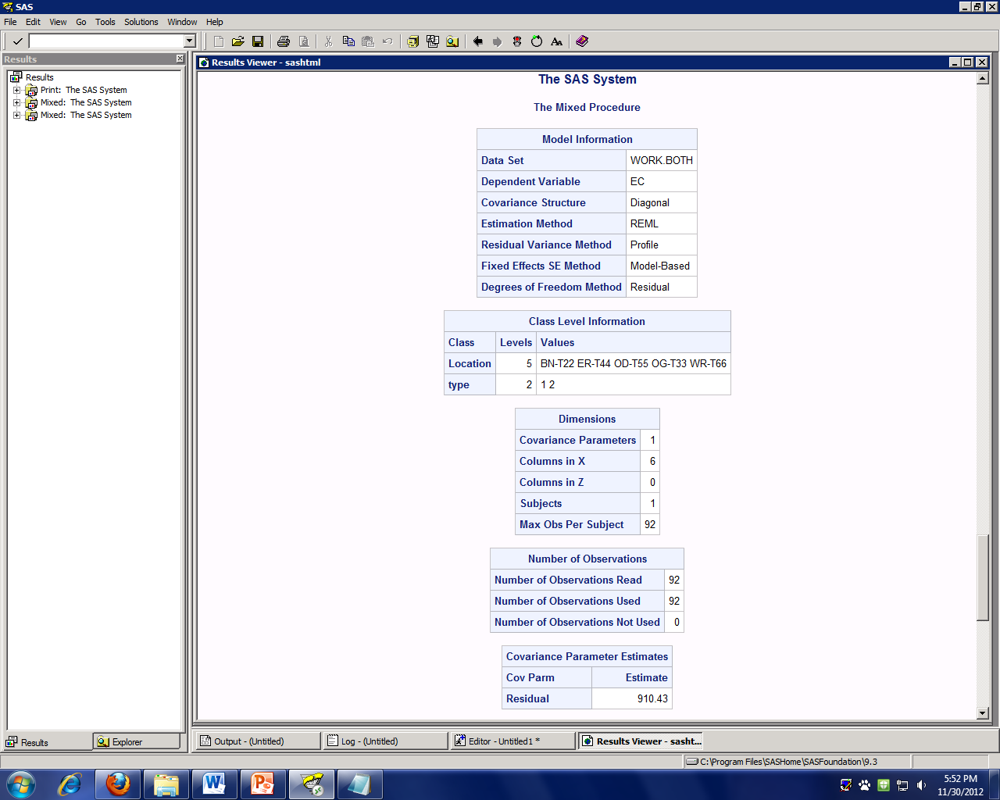 SAS
File Edit View Go Tools Solutions Window Help
Results
Results Viewer - sashtml
Results
Print: The SAS System
Mixed: The SAS System
Mixed: The SAS System
The SAS System
The Mixed Procedure
Model Information
Data Set WORK.BOTH
Dependent Variable EC
Covariance Structure Diagonal
Estimation Method REML
Residual Variance Method Profile
Fixed Effects SE Method Model-Based
Degrees of Freedom Method Residual
Class Level Information
Class Levels Values
Location 5 BN-T22 ER-T44 OD-T55 OG-T33 WR-T66
type 2 1 2
Dimensions
Covariance Parameters 1
Columns in X 6
Columns in Z 0
Subjects 1
Max Obs Per Subject 92
Number of Observations
Number of Observations Read 92
Number of Observations Used 92
Number of Observations Not Used 0
Covariance Parameter Estimates
Cov Parm Estimate
Residual 910.43
Results Explorer
Output - (Untitled) Log - (Untitled) Editor - Untitled1 * Results Viewer - sasht...
C:\Program Files\SASHome\SASFoundation\9.3
5:52 PM
11/30/2012